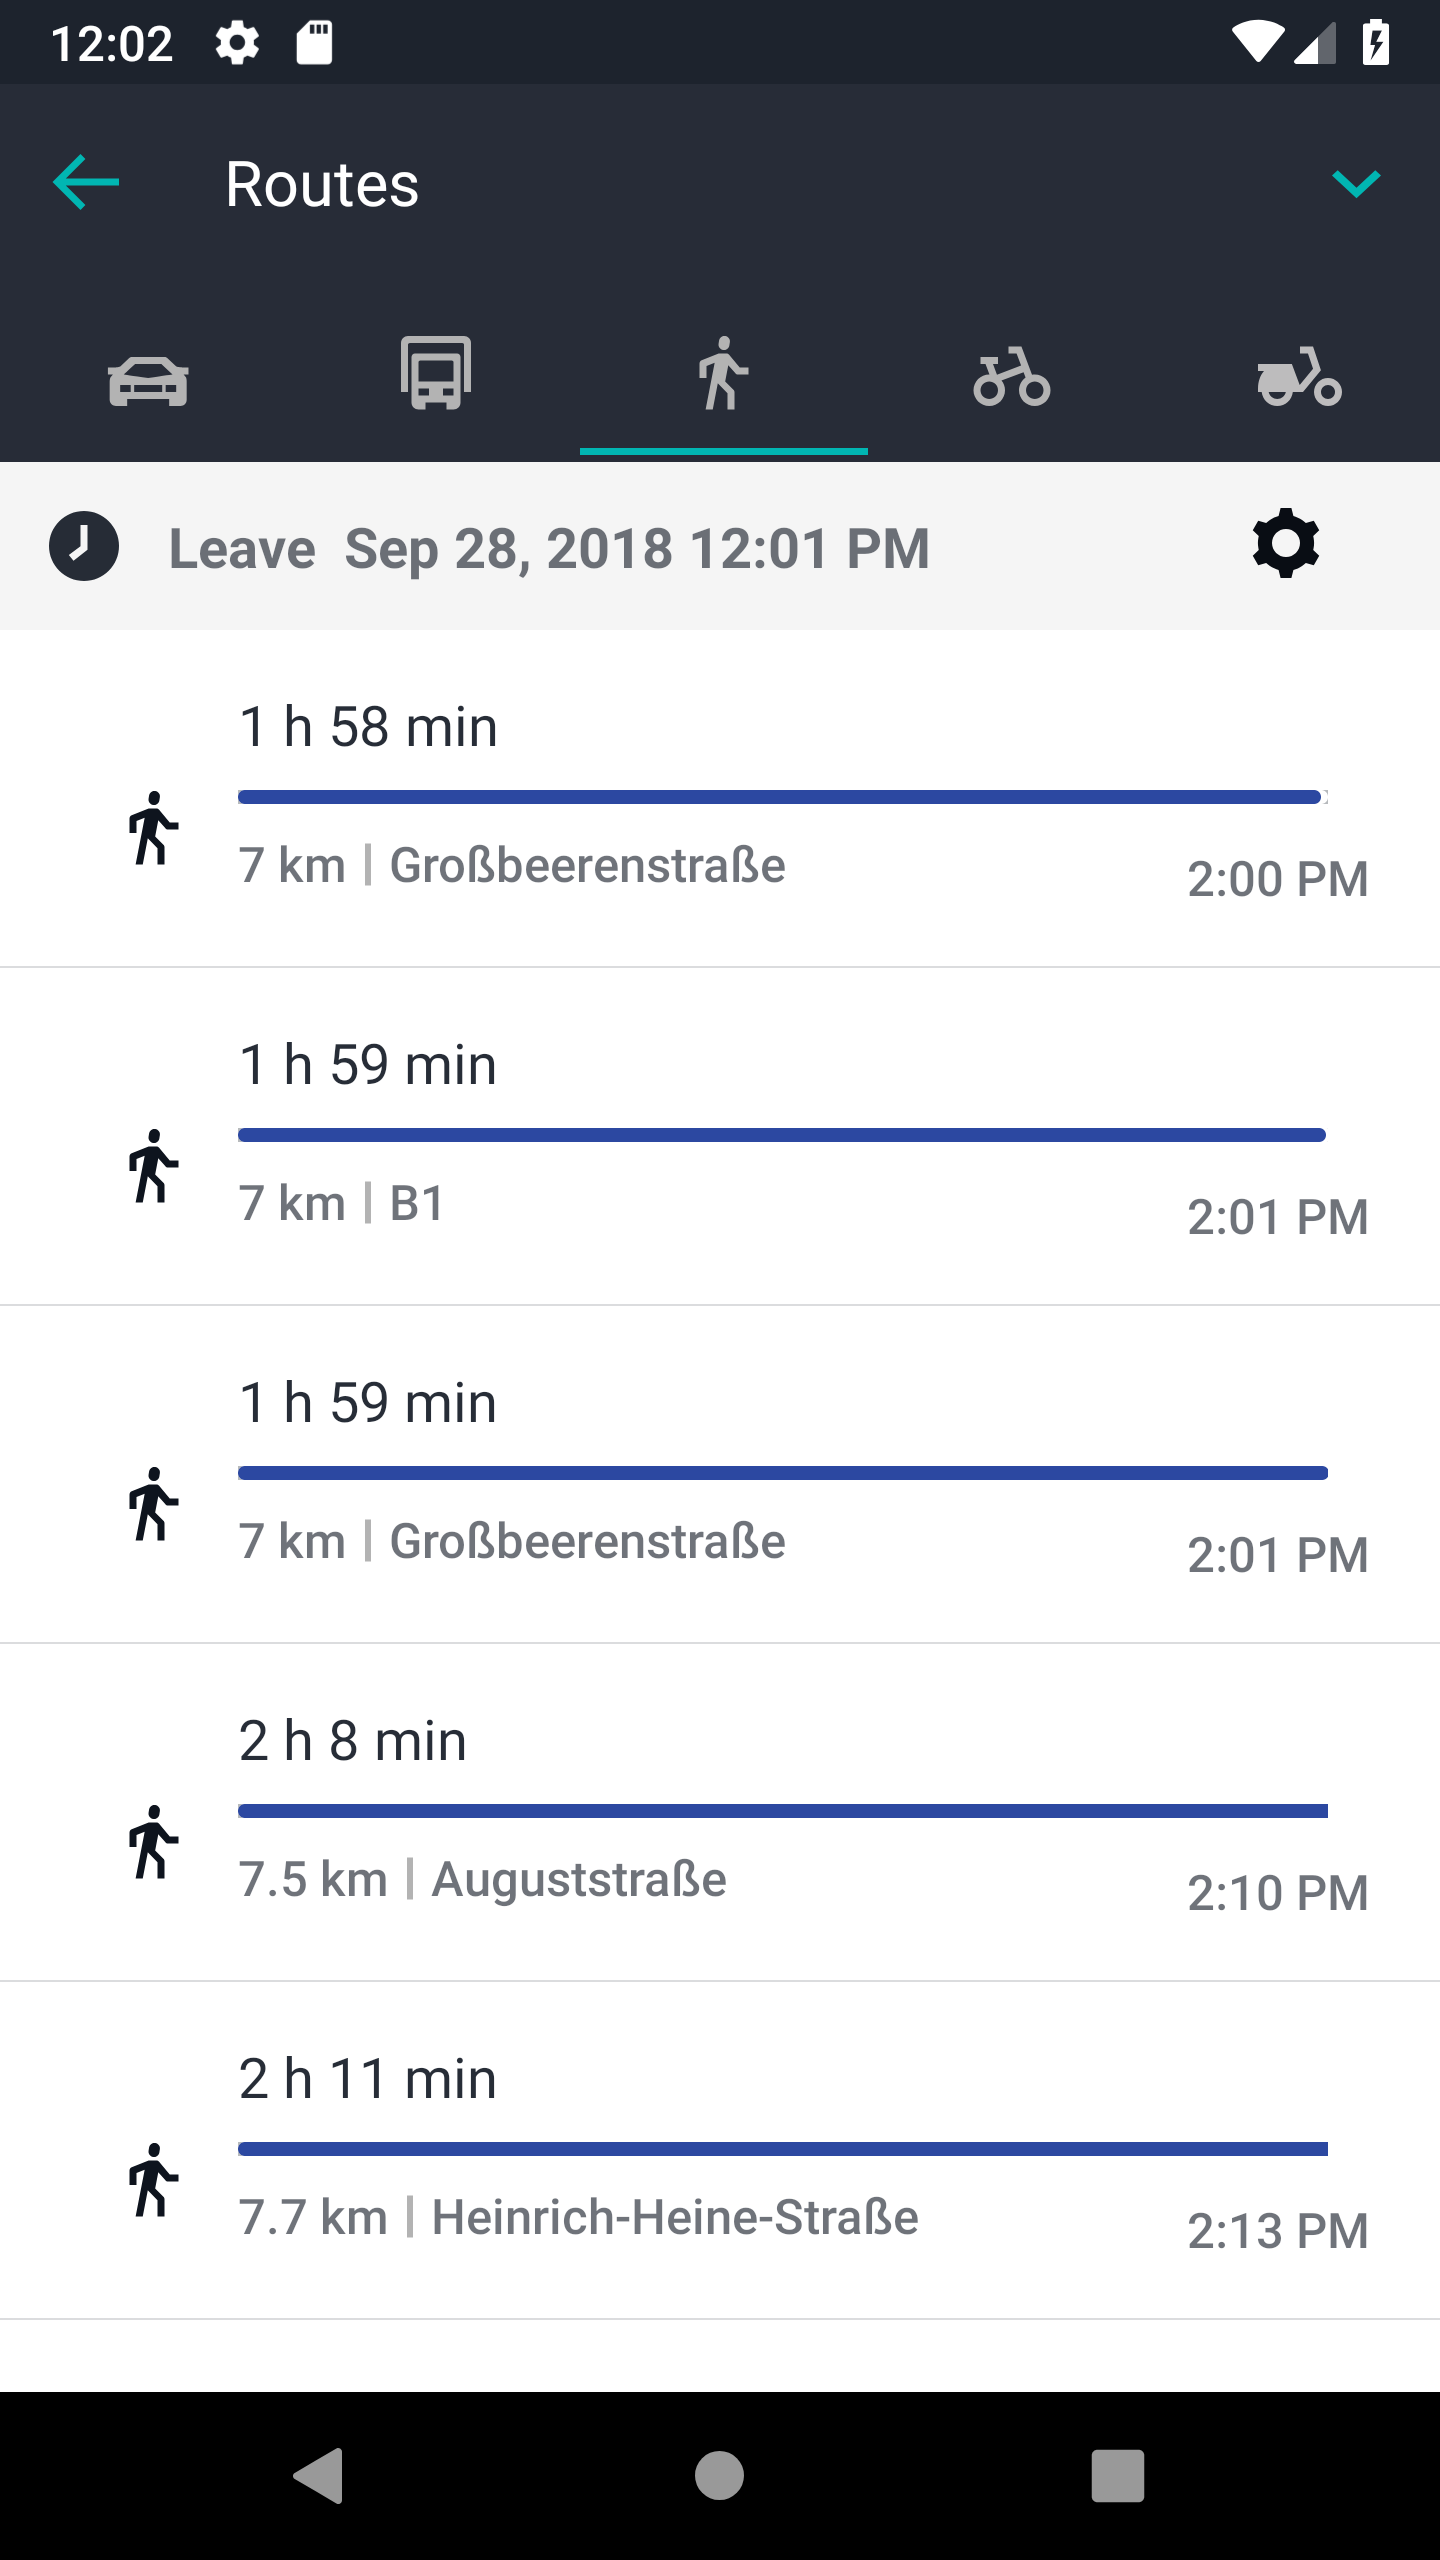 12:02
Routes
Leave Sep 28, 2018 12:01 PM
1 h 58 min
7 km | Großbeerenstraße
2:00 PM
1 h 59 min
7 km | B1
2:01 PM
1 h 59 min
7 km | Großbeerenstraße
2:01 PM
2 h 8 min
7.5 km | Auguststraße
2:10 PM
2 h 11 min
7.7 km | Heinrich-Heine-Straße
2:13 PM